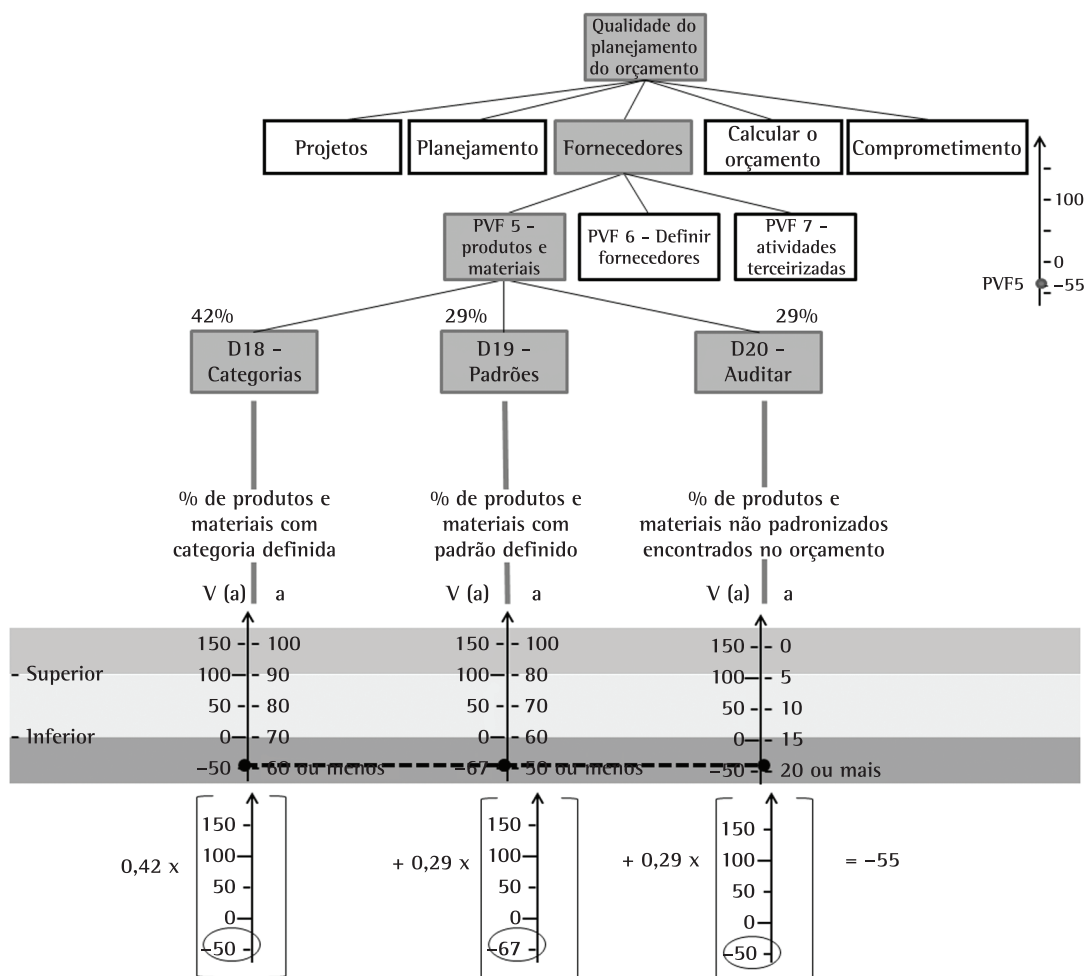 Qualidade do
planejamento
do orçamento
Projetos
Planejamento
Fornecedores
Calcular o
orçamento
Comprometimento
PVF 5 -
produtos e
materiais
PVF 6 - Definir
fornecedores
PVF 7 -
atividades
terceirizadas
100
0
PVF5
-55
42%
29%
29%
D18 -
Categorias
D19 -
Padrões
D20 -
Auditar
% de produtos e
materiais com
categoria definida
% de produtos e
materiais com
padrão definido
% de produtos e
materiais não padronizados
encontrados no orçamento
V (a) a
V (a) a
V (a) a
Superior
Inferior
150 100
100 90
50 80
0 70
-50 60 ou menos
150 100
100 80
50 70
0 60
-67 50 ou menos
150 0
100 5
50 10
0 15
-50 20 ou mais
0,42 x
150
100
50
0
-50
+ 0,29 x
150
100
50
0
-67
+ 0,29 x
150
100
50
0
-50
= -55